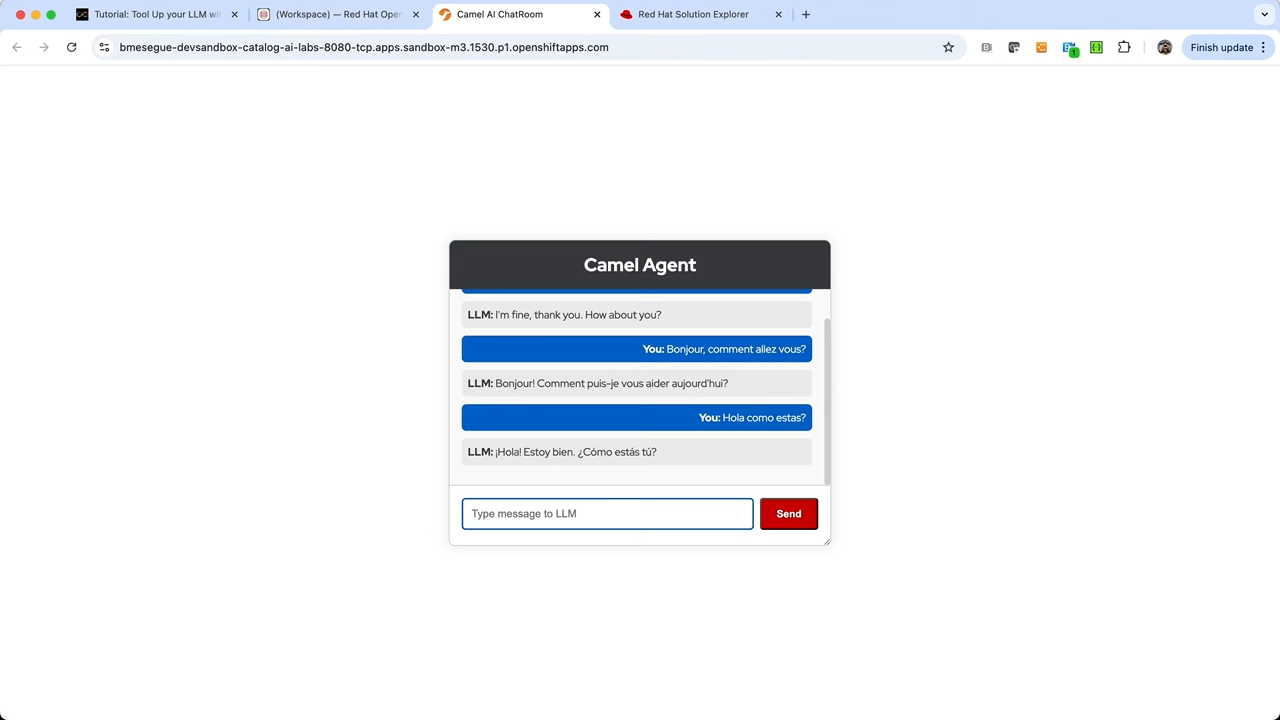 Tutorial: Tool Up your LLM wi
(Workspace) — Red Hat Open
Camel AI ChatRoom
Red Hat Solution Explorer
bmesegue-devsandbox-catalog-ai-labs-8080-tcp.apps.sandbox-m3.1530.p1.openshiftapps.com
1
Finish update
Camel Agent
LLM: I'm fine, thank you. How about you?
You: Bonjour, comment allez vous?
LLM: Bonjour! Comment puis-je vous aider aujourd'hui?
You: Hola como estas?
LLM: ¡Hola! Estoy bien. ¿Cómo estás tú?
Type message to LLM
Send